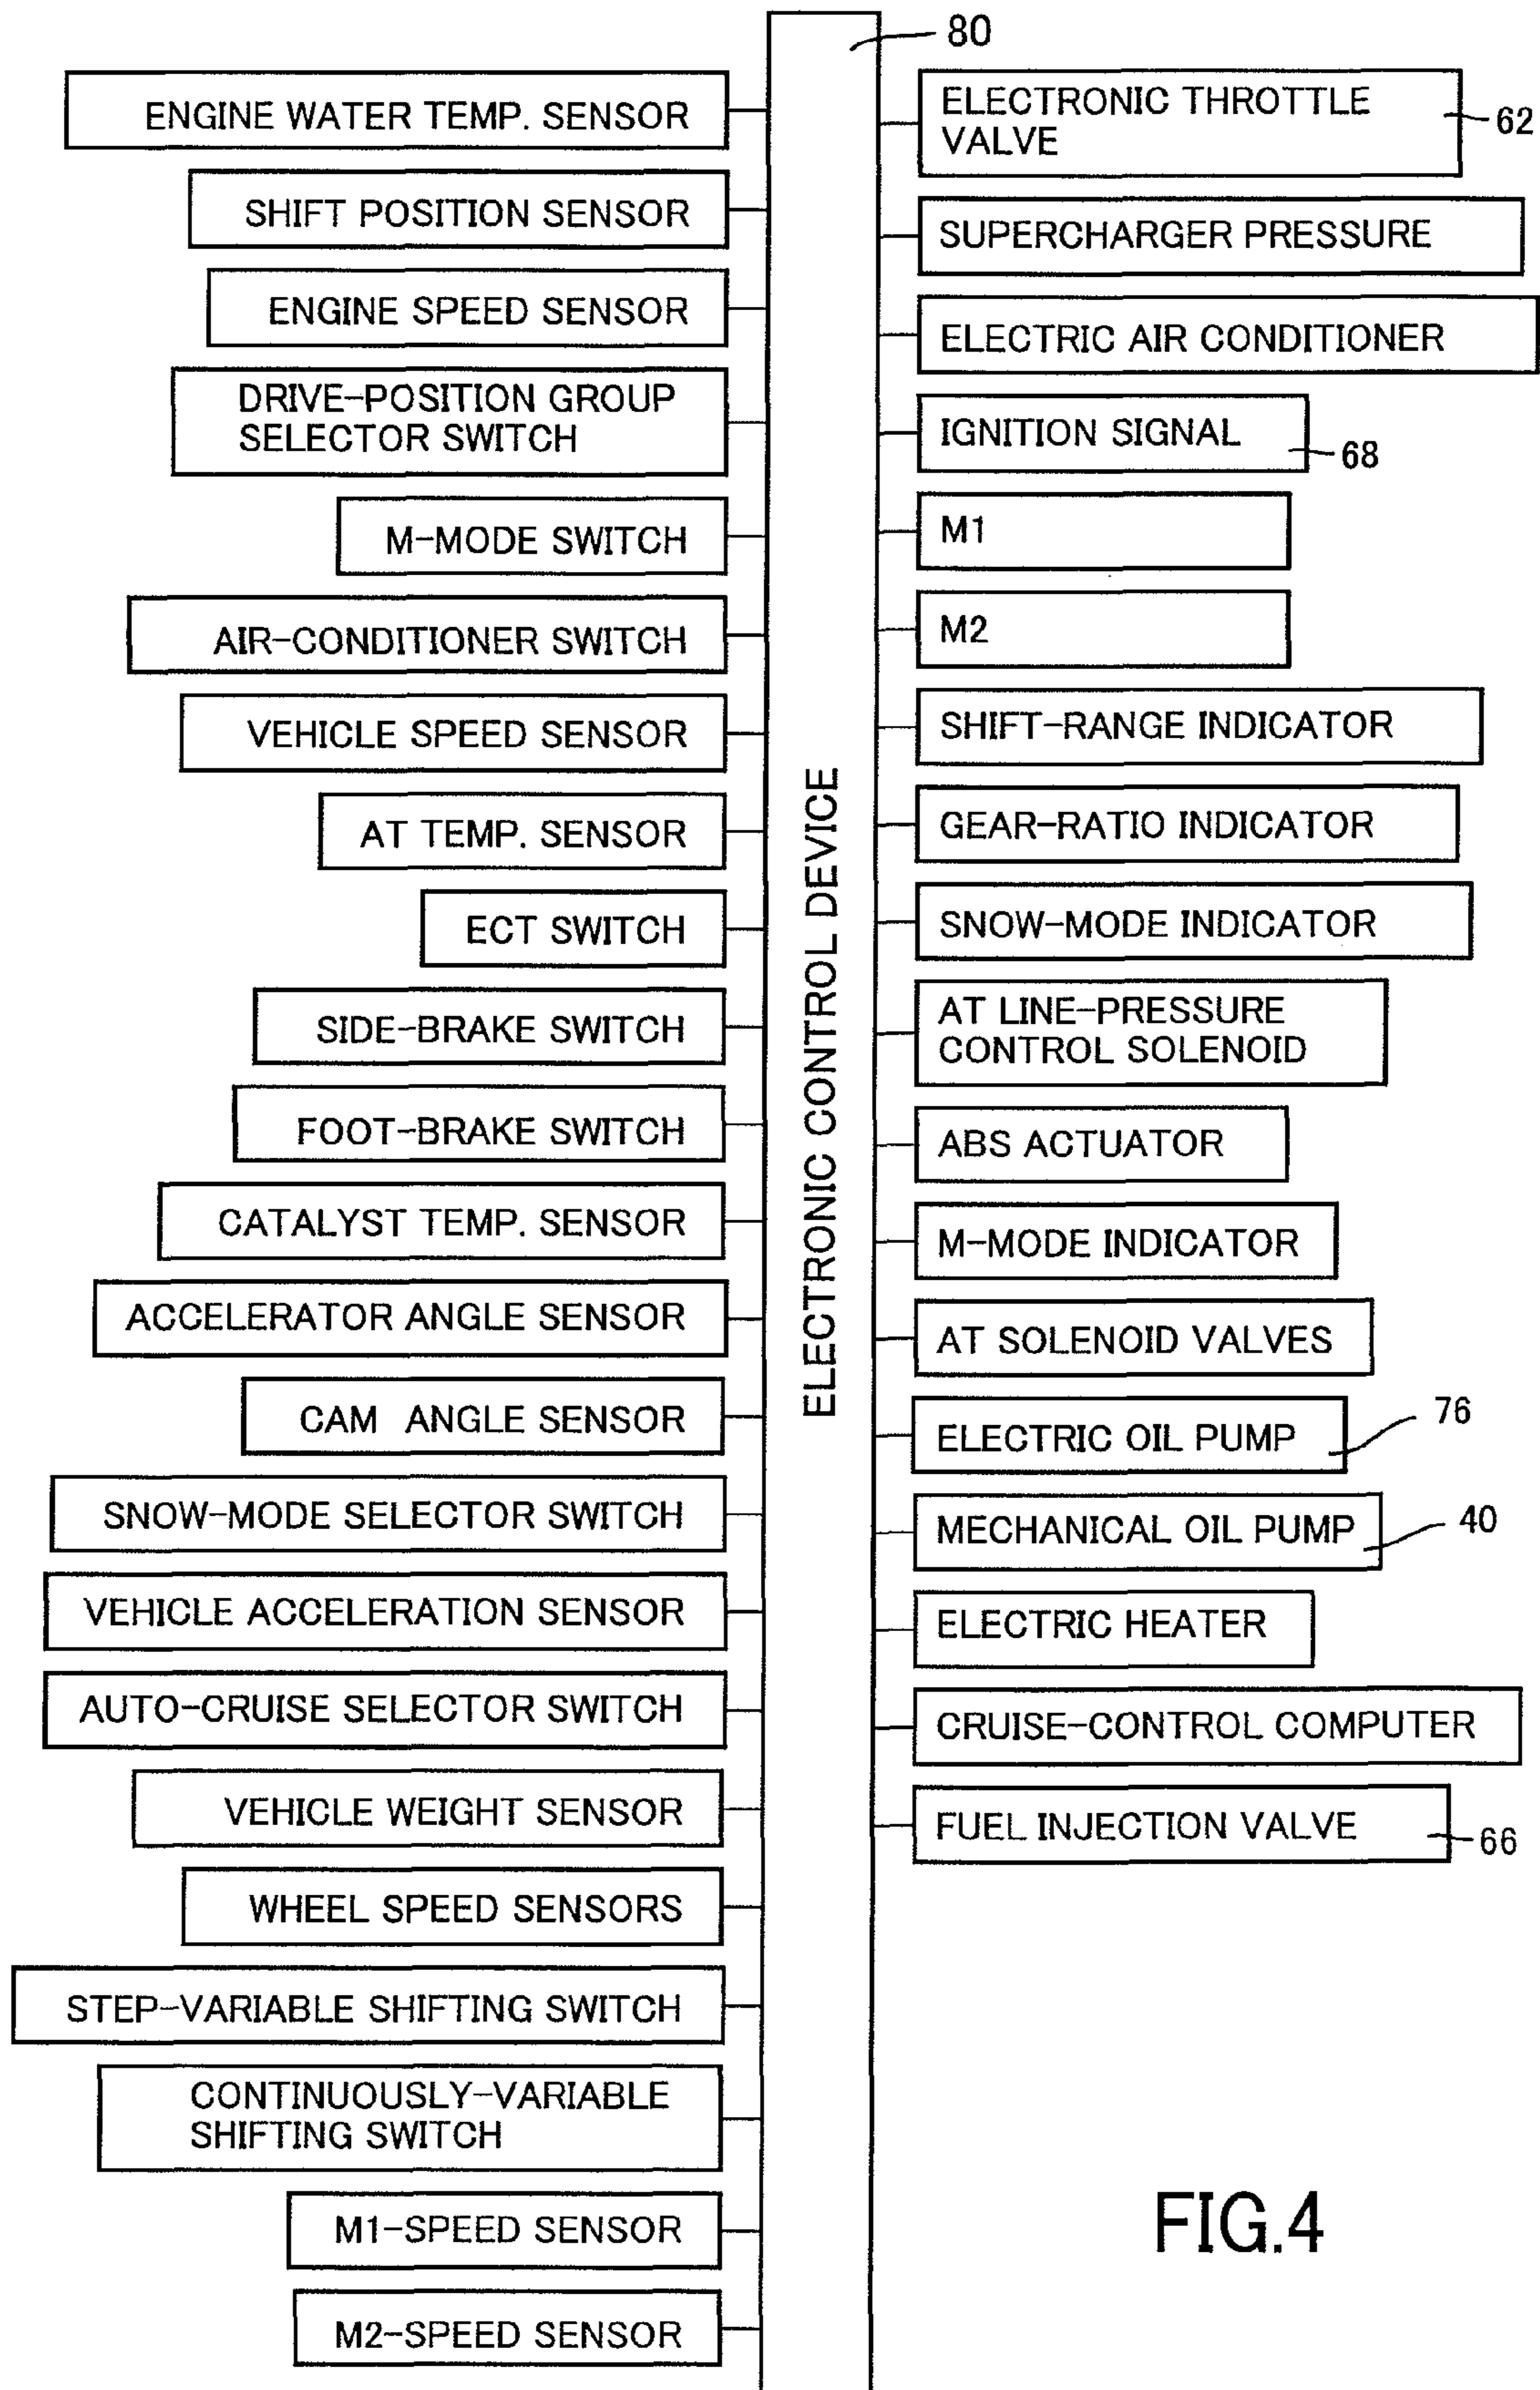 80
ENGINE WATER TEMP. SENSOR
SHIFT POSITION SENSOR
ENGINE SPEED SENSOR
DRIVE-POSITION GROUP
SELECTOR SWITCH
M-MODE SWITCH
AIR-CONDITIONER SWITCH
VEHICLE SPEED SENSOR
AT TEMP. SENSOR
ECT SWITCH
SIDE-BRAKE SWITCH
FOOT-BRAKE SWITCH
CATALYST TEMP. SENSOR
ACCELERATOR ANGLE SENSOR
CAM ANGLE SENSOR
SNOW-MODE SELECTOR SWITCH
VEHICLE ACCELERATION SENSOR
AUTO-CRUISE SELECTOR SWITCH
VEHICLE WEIGHT SENSOR
WHEEL SPEED SENSORS
STEP-VARIABLE SHIFTING SWITCH
CONTINUOUSLY-VARIABLE
SHIFTING SWITCH
M1-SPEED SENSOR
M2-SPEED SENSOR
ELECTRONIC CONTROL DEVICE
ELECTRONIC THROTTLE
VALVE
62
SUPERCHARGER PRESSURE
ELECTRIC AIR CONDITIONER
IGNITION SIGNAL
68
M1
M2
SHIFT-RANGE INDICATOR
GEAR-RATIO INDICATOR
SNOW-MODE INDICATOR
AT LINE-PRESSURE
CONTROL SOLENOID
ABS ACTUATOR
M-MODE INDICATOR
AT SOLENOID VALVES
ELECTRIC OIL PUMP
76
MECHANICAL OIL PUMP
40
ELECTRIC HEATER
CRUISE-CONTROL COMPUTER
FUEL INJECTION VALVE
66
FIG.4